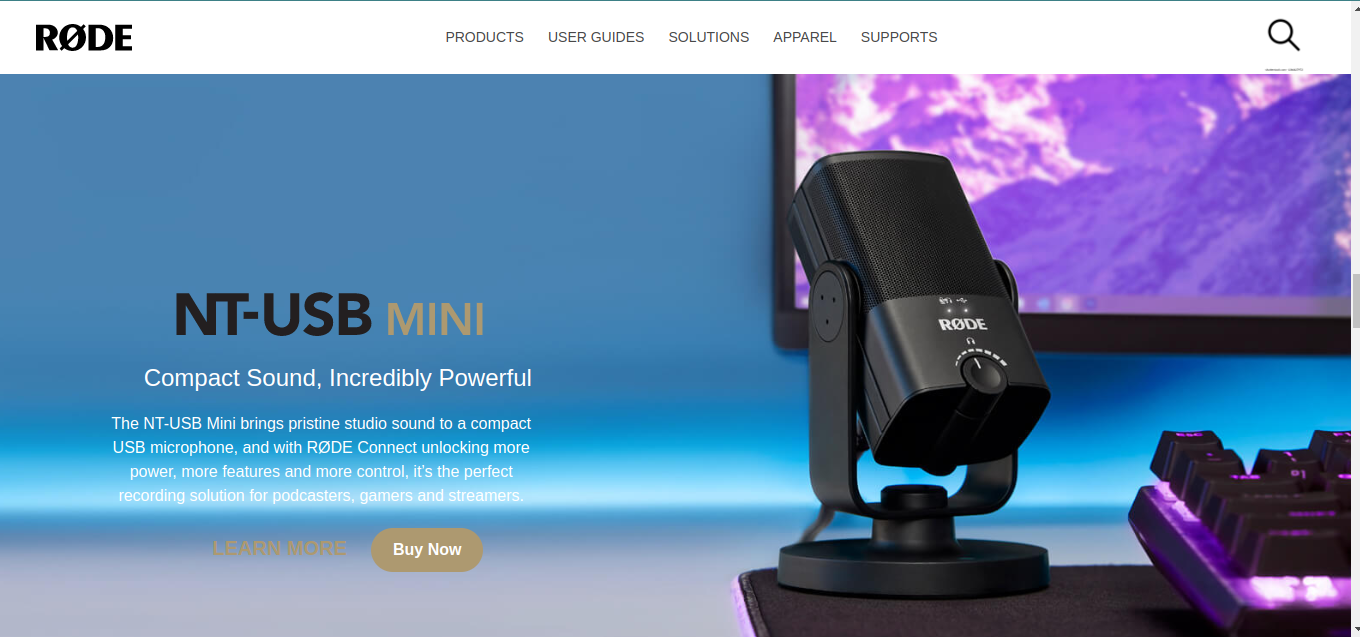 RØDE
PRODUCTS USER GUIDES SOLUTIONS APPAREL SUPPORTS
NT-USB MINI
Compact Sound, Incredibly Powerful
The NT-USB Mini brings pristine studio sound to a compact
USB microphone, and with RØDE Connect unlocking more
power, more features and more control, it's the perfect
recording solution for podcasters, gamers and streamers.
LEARN MORE Buy Now
RØDE
ESC